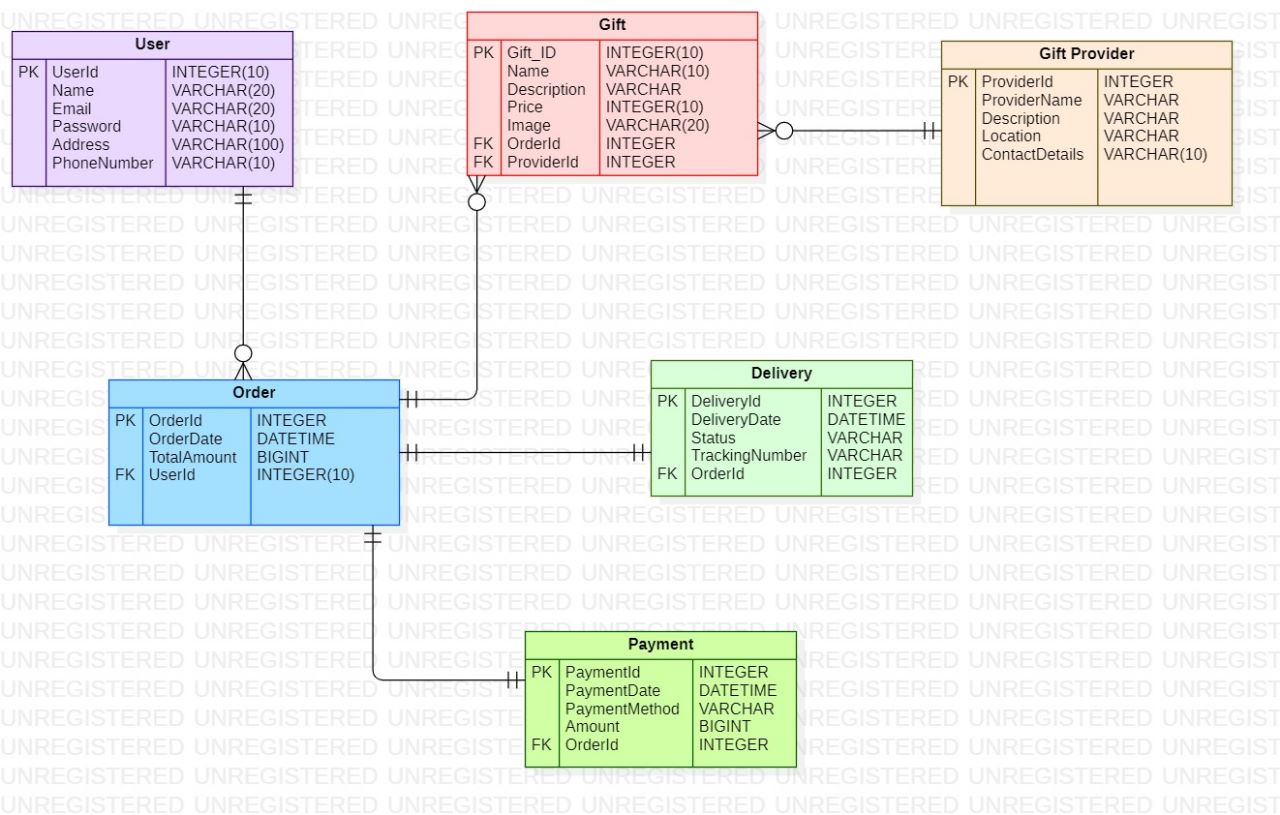 User
PK UserId INTEGER(10)
Name VARCHAR(20)
Email VARCHAR(20)
Password VARCHAR(10)
Address VARCHAR(100)
PhoneNumber VARCHAR(10)
Gift
PK Gift_ID INTEGER(10)
Name VARCHAR(10)
Description VARCHAR
Price INTEGER(10)
Image VARCHAR(20)
FK OrderId INTEGER
FK ProviderId INTEGER
Gift Provider
PK ProviderId INTEGER
ProviderName VARCHAR
Description VARCHAR
Location VARCHAR
ContactDetails VARCHAR(10)
Order
PK OrderId INTEGER
OrderDate DATETIME
TotalAmount BIGINT
FK UserId INTEGER(10)
Delivery
PK DeliveryId INTEGER
DeliveryDate DATETIME
Status VARCHAR
TrackingNumber VARCHAR
FK OrderId INTEGER
Payment
PK PaymentId INTEGER
PaymentDate DATETIME
PaymentMethod VARCHAR
Amount BIGINT
FK OrderId INTEGER
UNREGISTERED UNREGISTERED UNREGISTERED UNREGISTERED UNREGISTERED UNREGISTERED UNREGIST